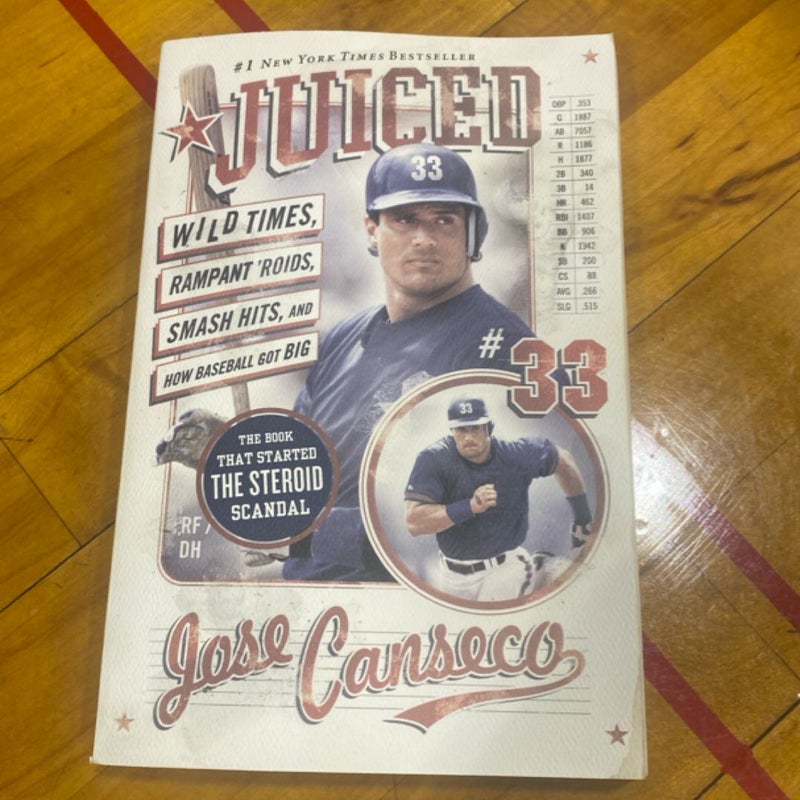 #1 New York Times Bestseller
JUICED
33
WILD TIMES,
RAMPANT 'ROIDS,
SMASH HITS, AND
HOW BASEBALL GOT BIG
OBP .353
G 1887
AB 7057
R 1186
H 1877
2B 340
3B 14
HR 462
RBI 1407
BB 906
K 1942
SB 200
CS 88
AVG .266
SLG .515
#33
33
THE BOOK
THAT STARTED
THE STEROID
SCANDAL
RF /
DH
Jose Canseco